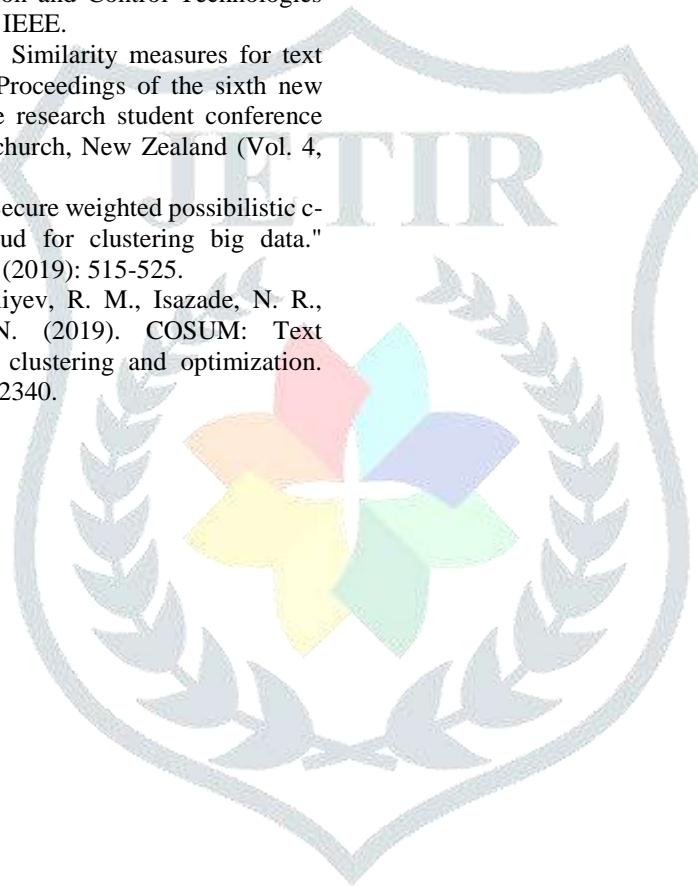 on and Control Technologies
IEEE.
Similarity measures for text
Proceedings of the sixth new
research student conference
church, New Zealand (Vol. 4,
ecure weighted possibilistic c-
ud for clustering big data."
(2019): 515-525.
iyev, R. M., Isazade, N. R.,
N. (2019). COSUM: Text
clustering and optimization.
2340.
JETIR